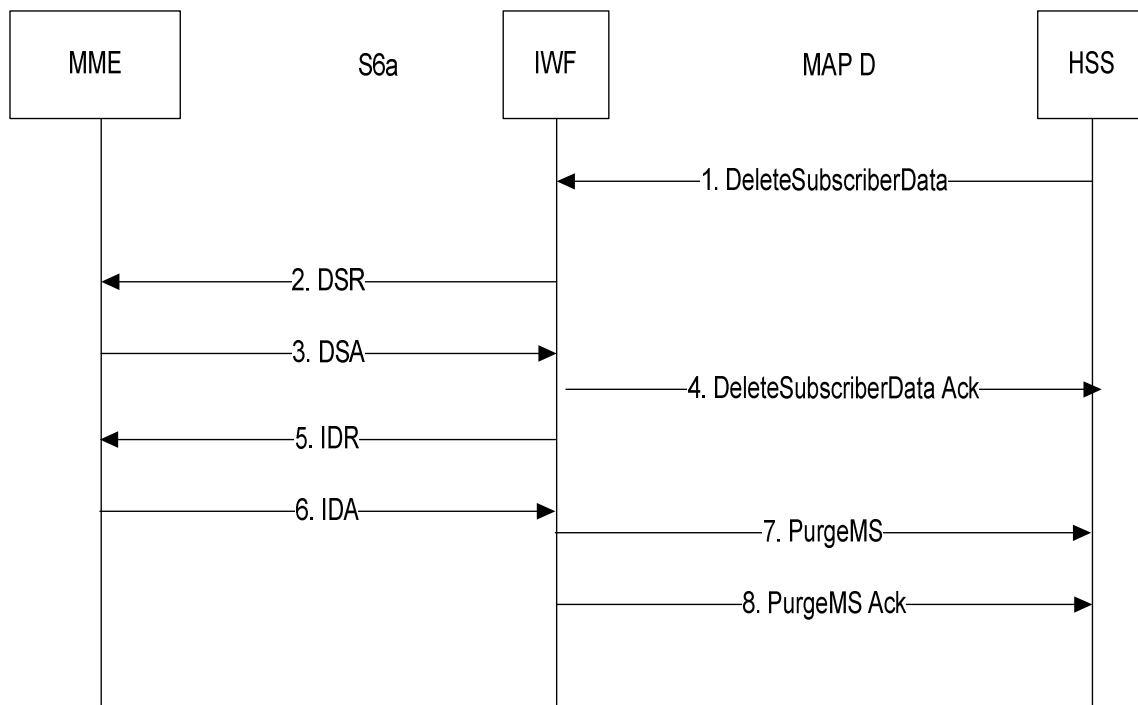 MME
S6a
IWF
MAP D
HSS
1. DeleteSubscriberData
2. DSR
3. DSA
4. DeleteSubscriberData Ack
5. IDR
6. IDA
7. PurgeMS
8. PurgeMS Ack